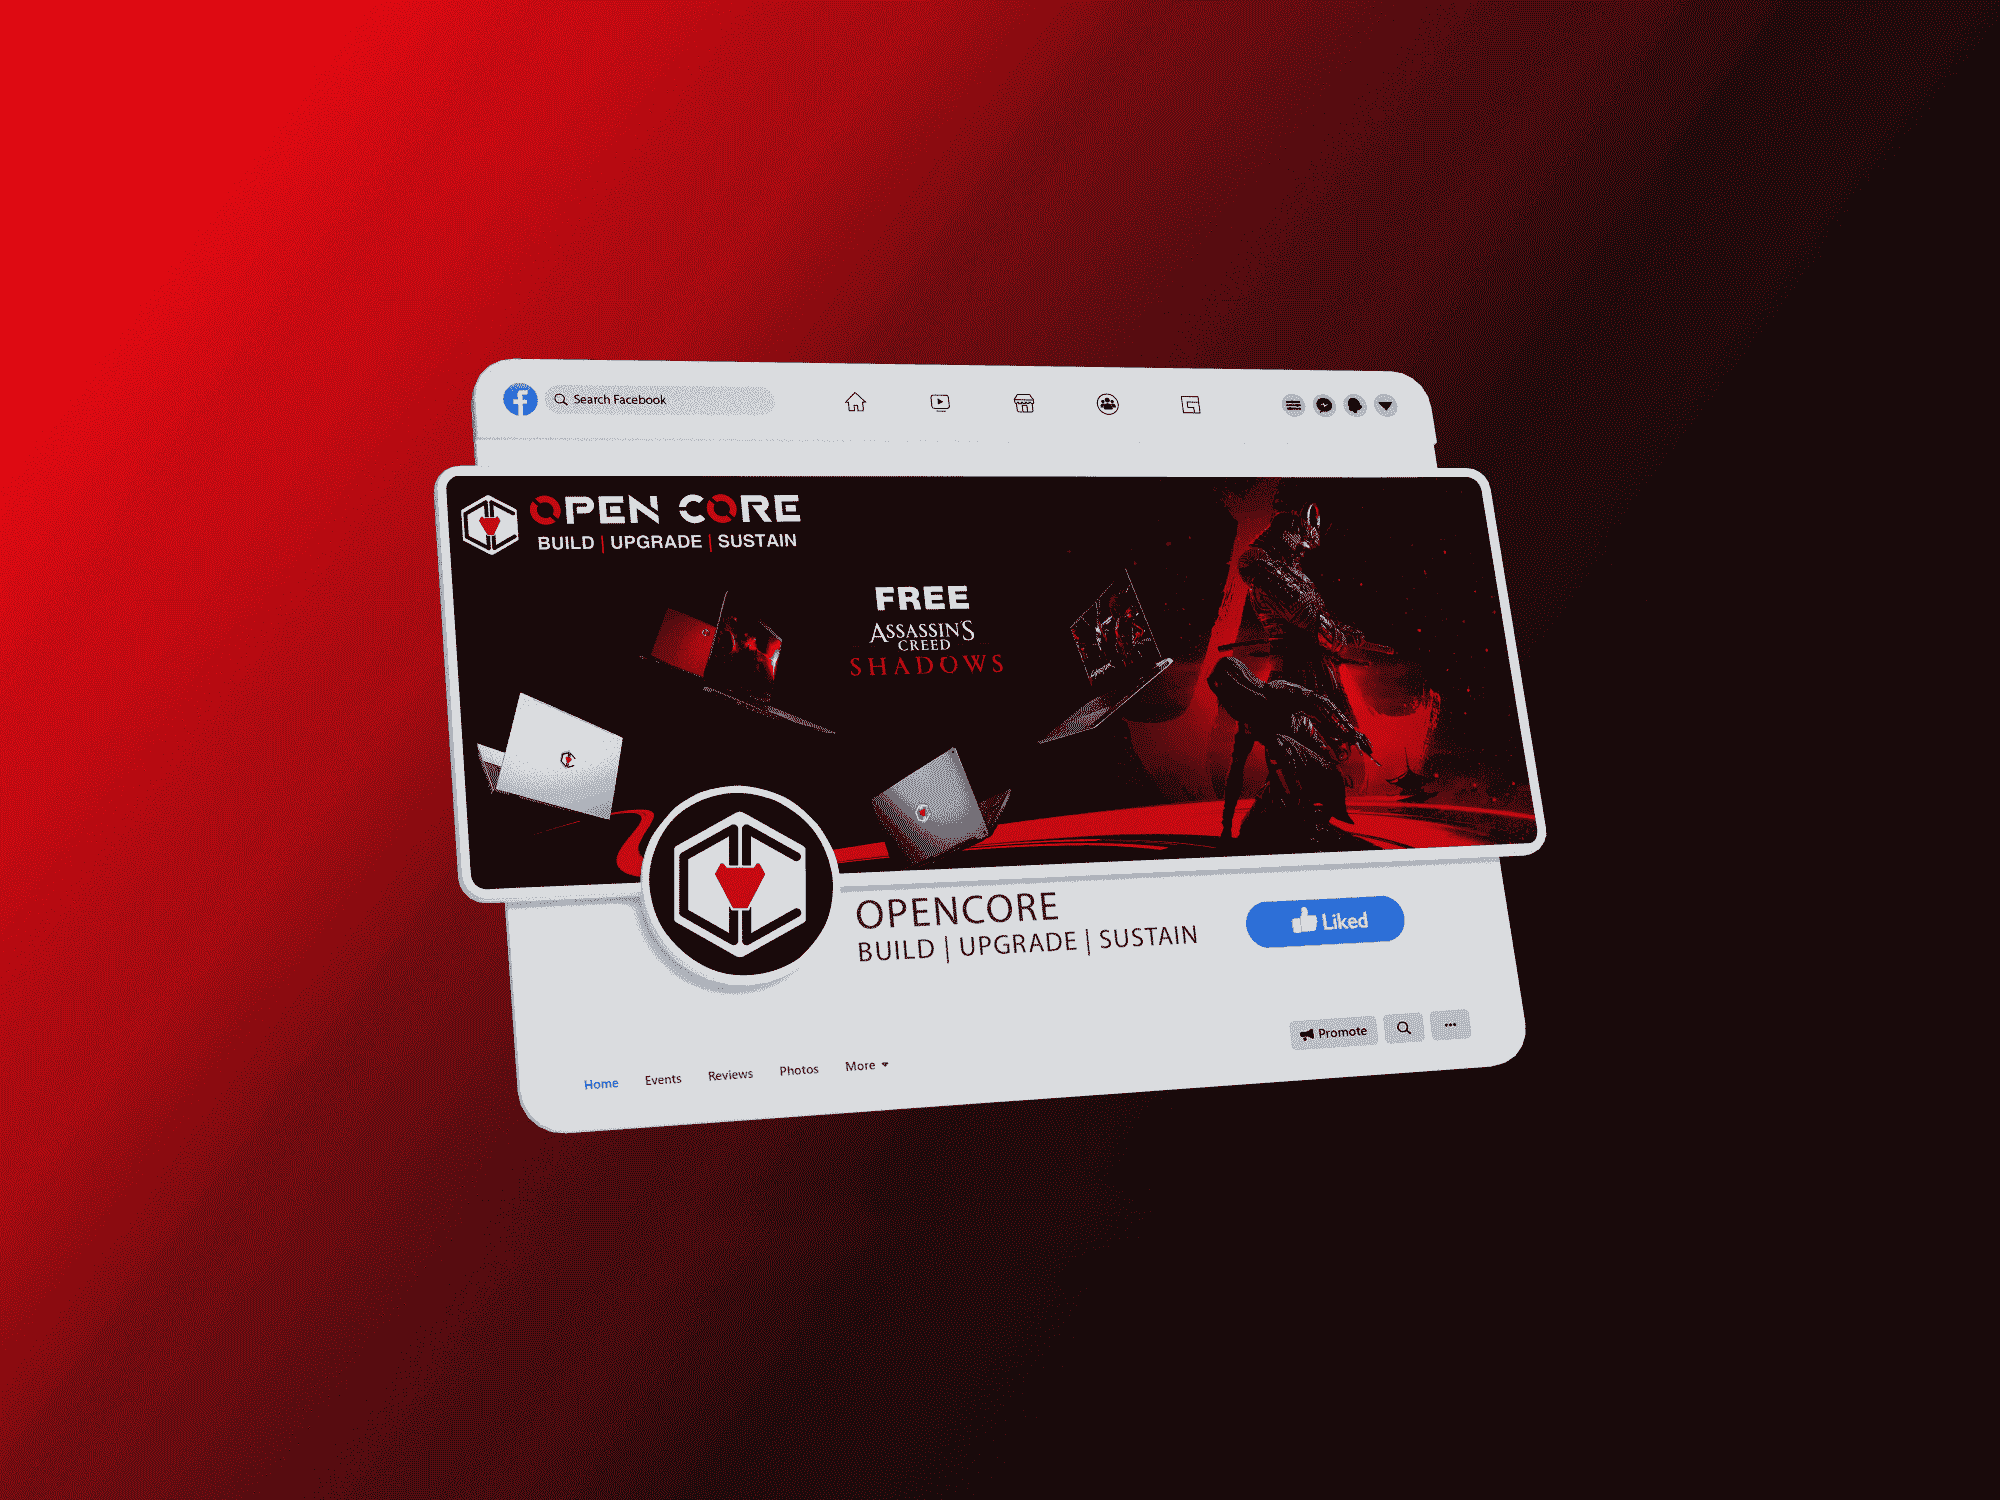 Search Facebook
OPEN CORE
BUILD | UPGRADE | SUSTAIN
FREE
ASSASSIN'S
CREED
SHADOWS
OPENCORE
BUILD | UPGRADE | SUSTAIN
Liked
Promote
Home Events Reviews Photos More